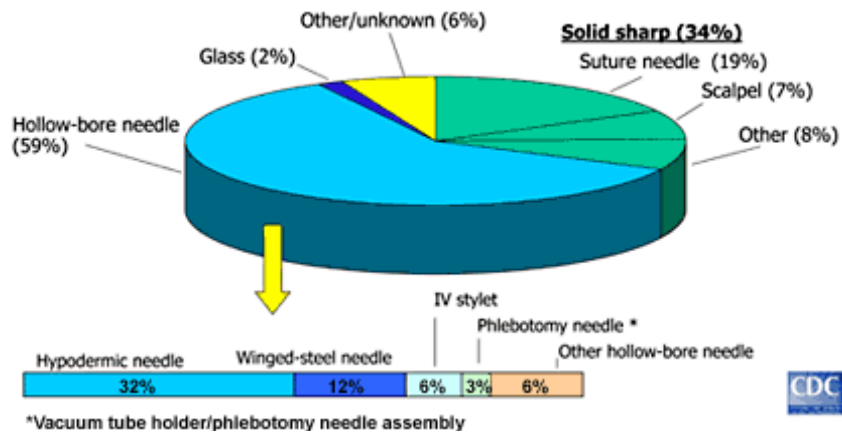 Other/unknown (6%)
Solid sharp (34%)
Glass (2%)
Suture needle (19%)
Scalpel (7%)
Hollow-bore needle
(59%)
Other (8%)
IV stylet
Phlebotomy needle *
Hypodermic needle
Winged-steel needle
Other hollow-bore needle
32%
12%
6%
3%
6%
CDC
*Vacuum tube holder/phlebotomy needle assembly